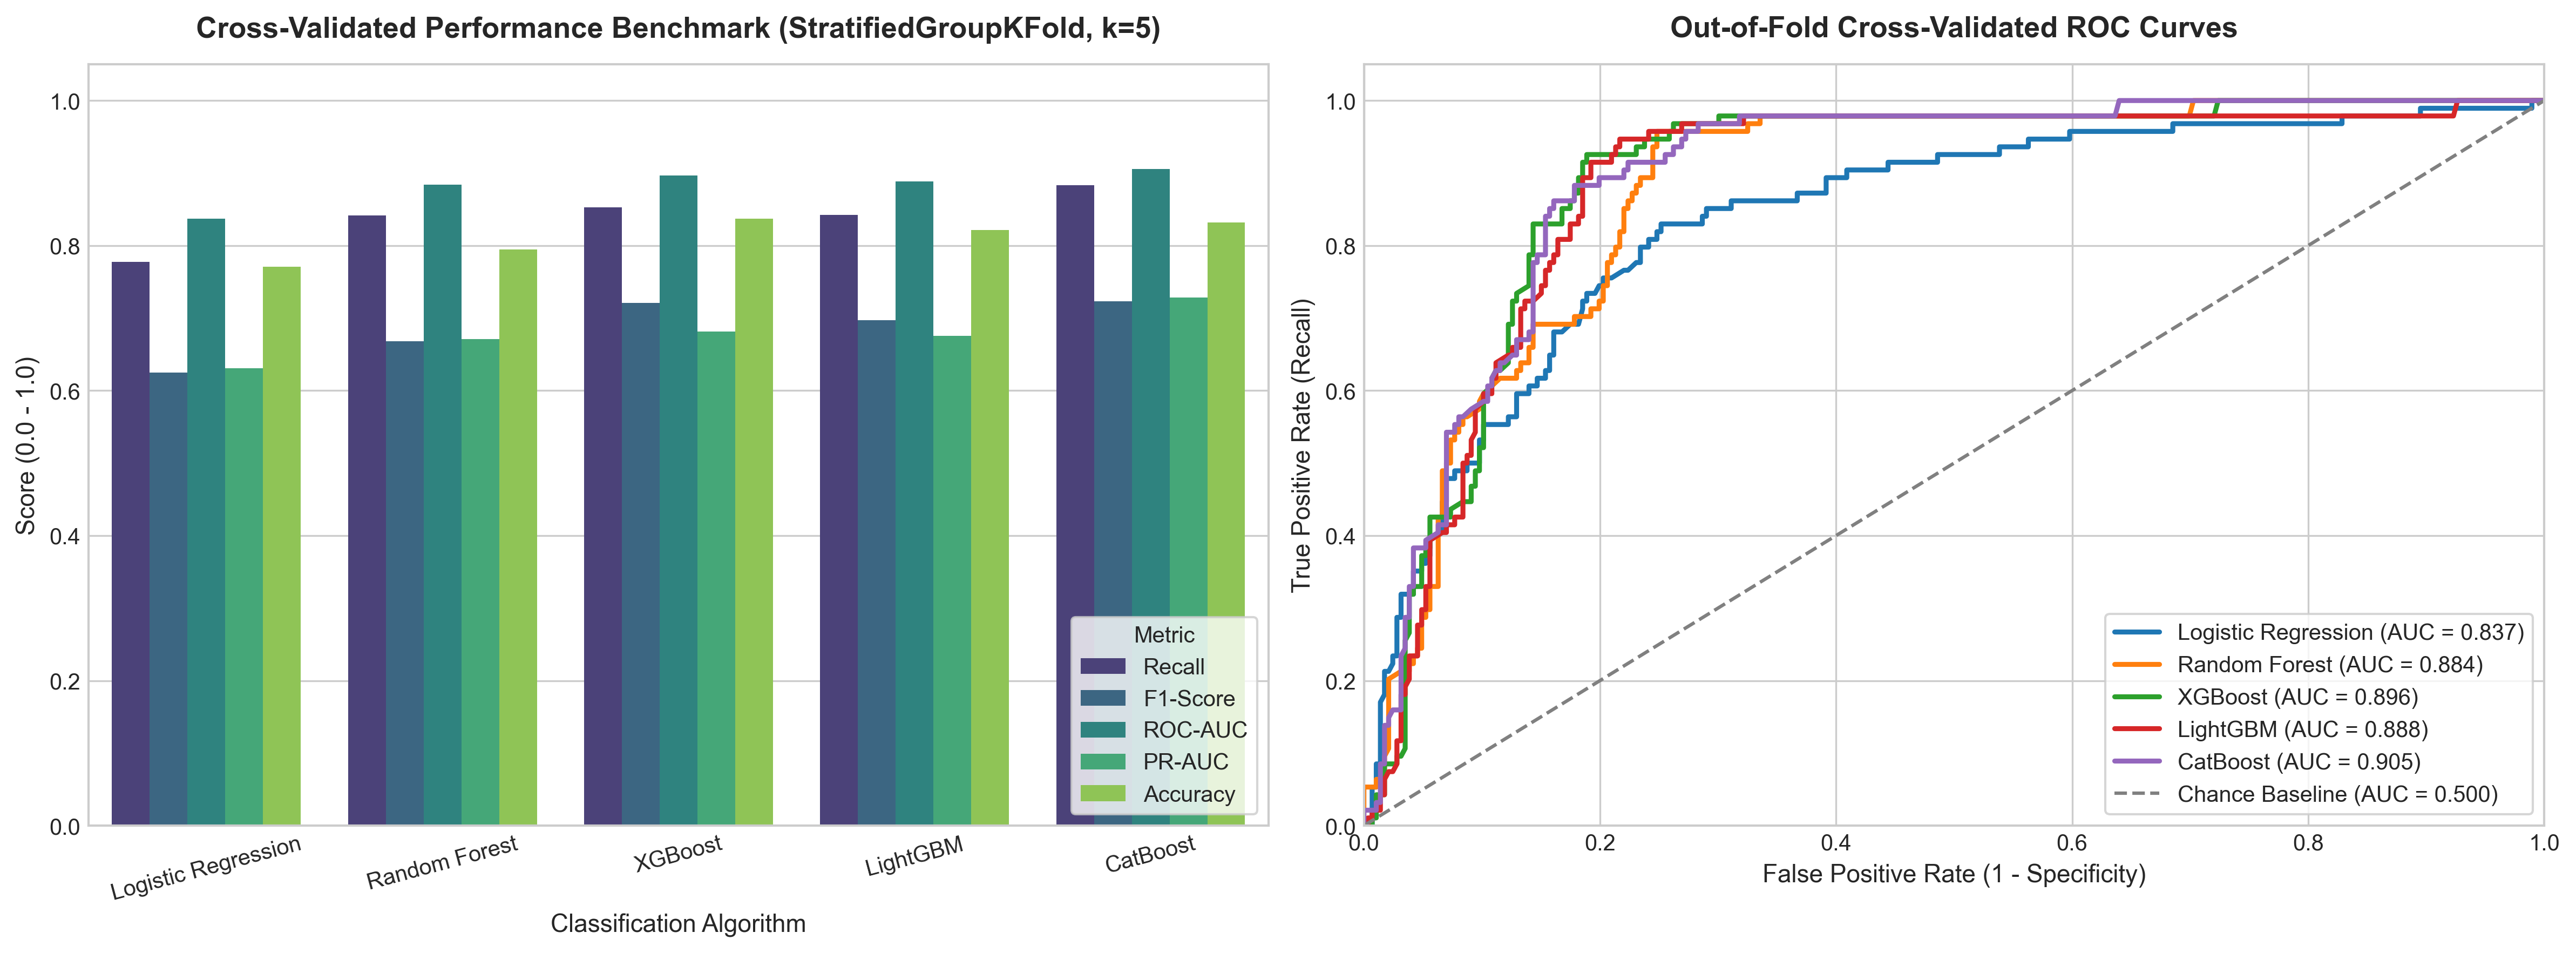 Cross-Validated Performance Benchmark (StratifiedGroupKFold, k=5)
Score (0.0 - 1.0)
1.0
0.8
0.6
0.4
0.2
0.0
Logistic Regression
Random Forest
XGBoost
LightGBM
CatBoost
Classification Algorithm
Metric
Recall
F1-Score
ROC-AUC
PR-AUC
Accuracy
Out-of-Fold Cross-Validated ROC Curves
True Positive Rate (Recall)
1.0
0.8
0.6
0.4
0.2
0.0
0.0
0.2
0.4
0.6
0.8
1.0
False Positive Rate (1 - Specificity)
Logistic Regression (AUC = 0.837)
Random Forest (AUC = 0.884)
XGBoost (AUC = 0.896)
LightGBM (AUC = 0.888)
CatBoost (AUC = 0.905)
Chance Baseline (AUC = 0.500)